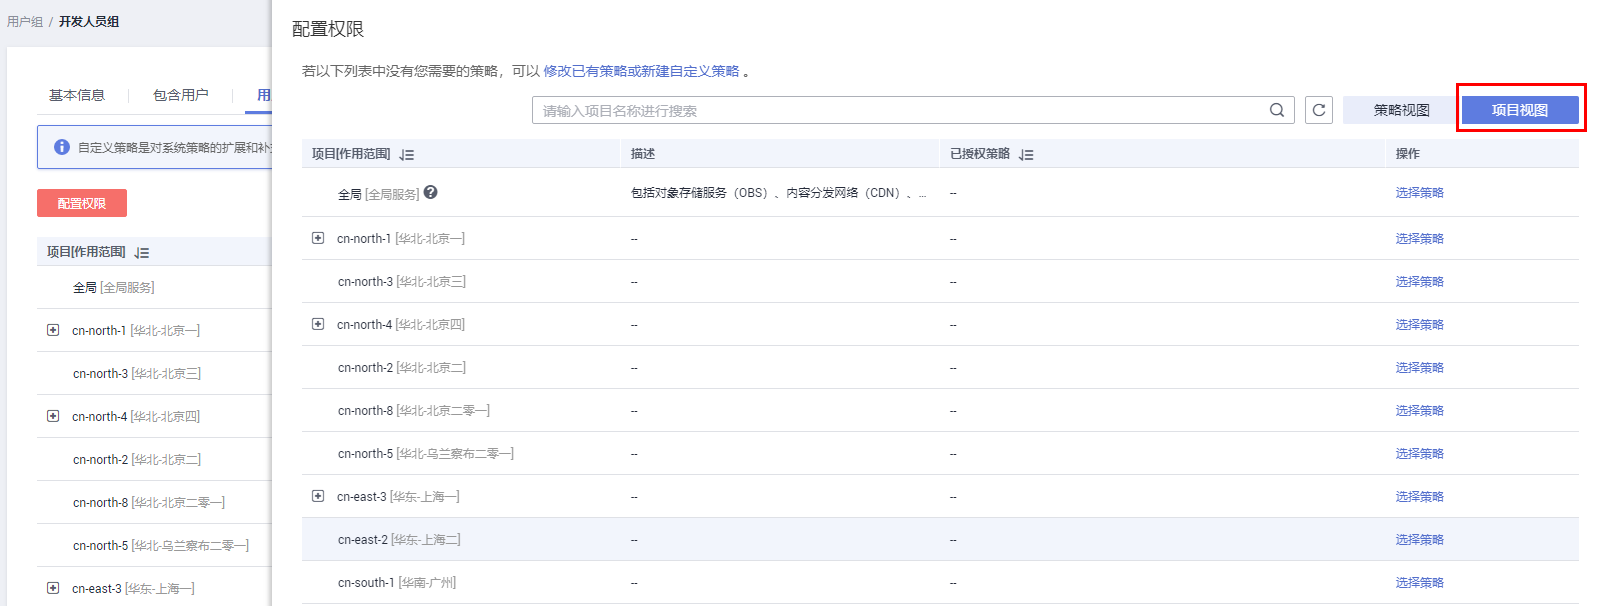 用户组 / 开发人员组
基本信息
包含用户
用
自定义策略是对系统策略的扩展和补
配置权限
项目[作用范围]
全局 [全局服务]
cn-north-1 [华北-北京一]
cn-north-3 [华北-北京三]
cn-north-4 [华北-北京四]
cn-north-2 [华北-北京二]
cn-north-8 [华北-北京二零一]
cn-north-5 [华北-乌兰察布二零一]
cn-east-3 [华东-上海一]
配置权限
若以下列表中没有您需要的策略，可以 修改已有策略或新建自定义策略 。
请输入项目名称进行搜索
策略视图
项目视图
项目[作用范围] 描述 已授权策略 操作
全局 [全局服务] 包括对象存储服务（OBS）、内容分发网络（CDN）、... -- 选择策略
cn-north-1 [华北-北京一] -- -- 选择策略
cn-north-3 [华北-北京三] -- -- 选择策略
cn-north-4 [华北-北京四] -- -- 选择策略
cn-north-2 [华北-北京二] -- -- 选择策略
cn-north-8 [华北-北京二零一] -- -- 选择策略
cn-north-5 [华北-乌兰察布二零一] -- -- 选择策略
cn-east-3 [华东-上海一] -- -- 选择策略
cn-east-2 [华东-上海二] -- -- 选择策略
cn-south-1 [华南-广州] -- -- 选择策略